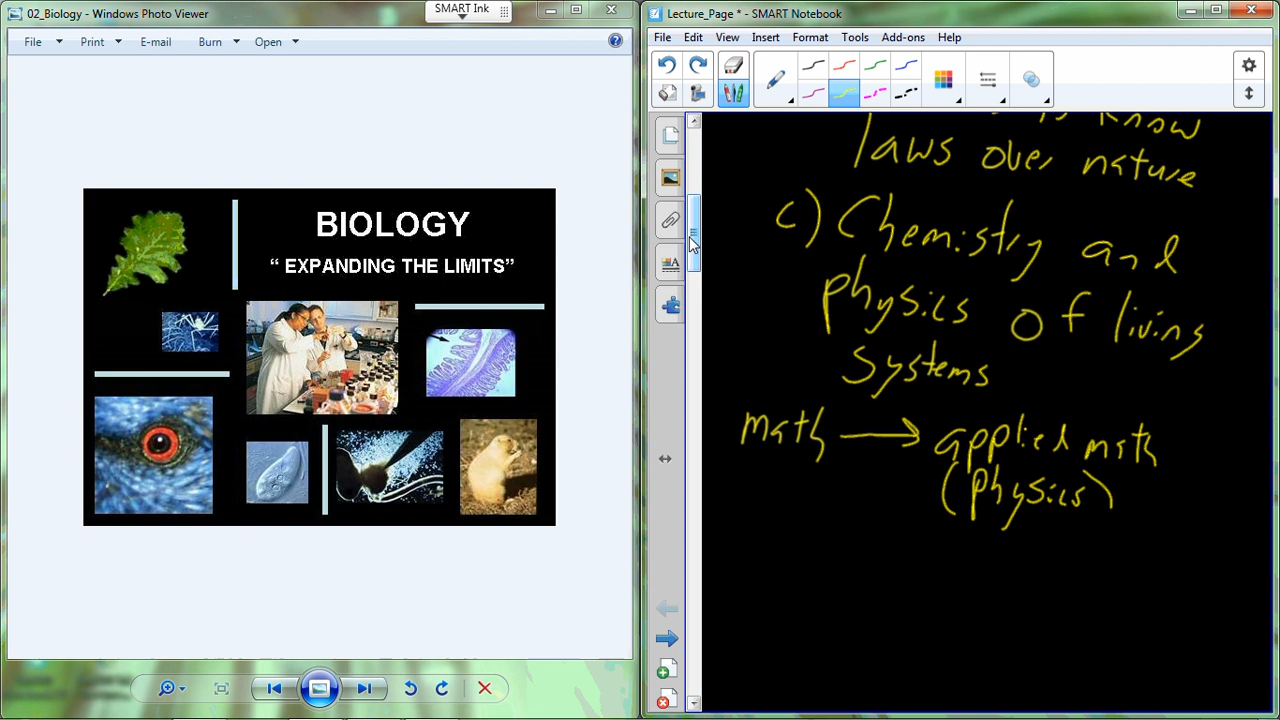 02_Biology - Windows Photo Viewer
SMART Ink
File Print E-mail Burn Open
BIOLOGY
“ EXPANDING THE LIMITS”
Lecture_Page * - SMART Notebook
File Edit View Insert Format Tools Add-ons Help
know
laws over nature
c) Chemistry and
physics of living
systems
math → applied math
(physics)